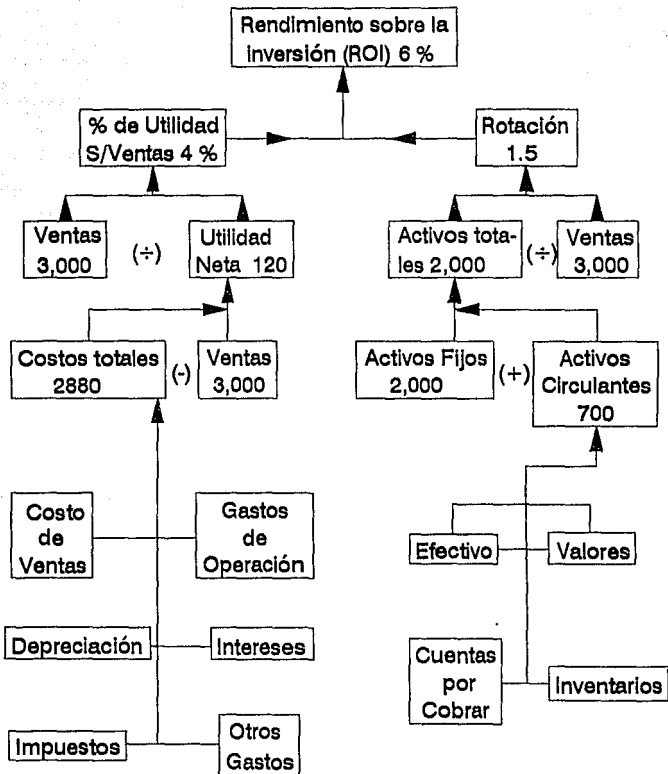 Rendimiento sobre la
inversión (ROI) 6 %
% de Utilidad
S/Ventas 4 %
Rotación
1.5
Ventas
3,000
(÷)
Utilidad
Neta 120
Activos tota-
les 2,000
(÷)
Ventas
3,000
Costos totales
2880
(-)
Ventas
3,000
Activos Fijos
2,000
(+)
Activos
Circulantes
700
Costo
de
Ventas
Gastos
de
Operación
Efectivo
Valores
Depreciación
Intereses
Cuentas
por
Cobrar
Inventarios
Impuestos
Otros
Gastos